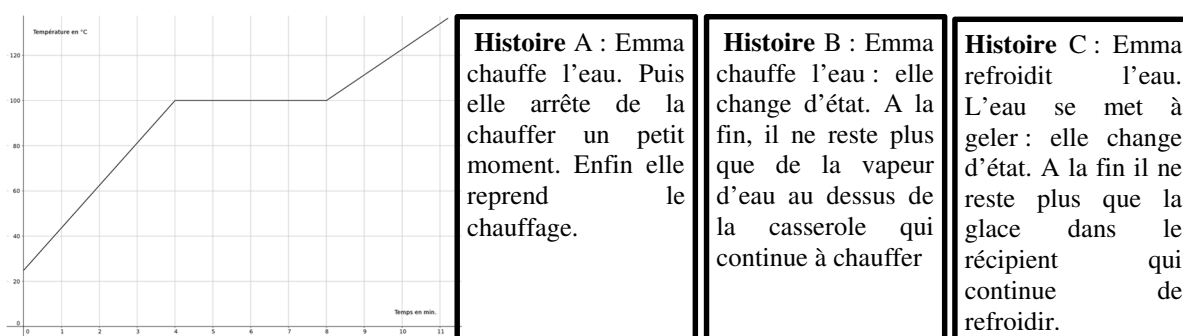 Température en °C
120
100
80
60
40
20
0
0 1 2 3 4 5 6 7 8 9 10 11
Temps en min.
Histoire A : Emma
chauffe l'eau. Puis
elle arrête de la
chauffer un petit
moment. Enfin elle
reprend le
chauffage.
Histoire B : Emma
chauffe l'eau : elle
change d'état. A la
fin, il ne reste plus
que de la vapeur
d'eau au dessus de
la casserole qui
continue à chauffer
Histoire C : Emma
refroidit l'eau.
L'eau se met à
geler : elle change
d'état. A la fin il ne
reste plus que la
glace dans le
récipient qui
continue de
refroidir.